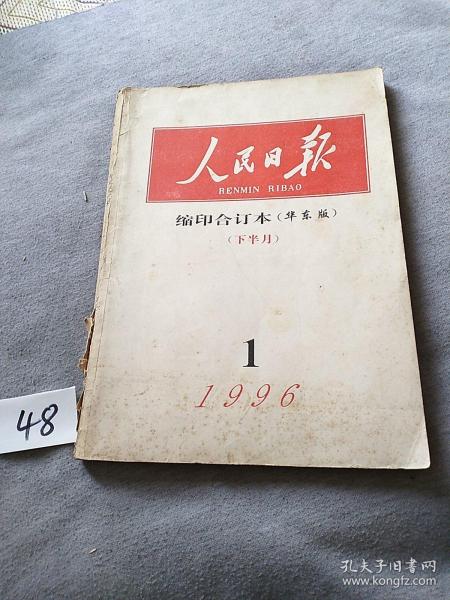 人民日报
RENMIN RIBAO
缩印合订本(华东版)
(下半月)
1
1996
48
孔夫子旧书网
www.kongfz.com